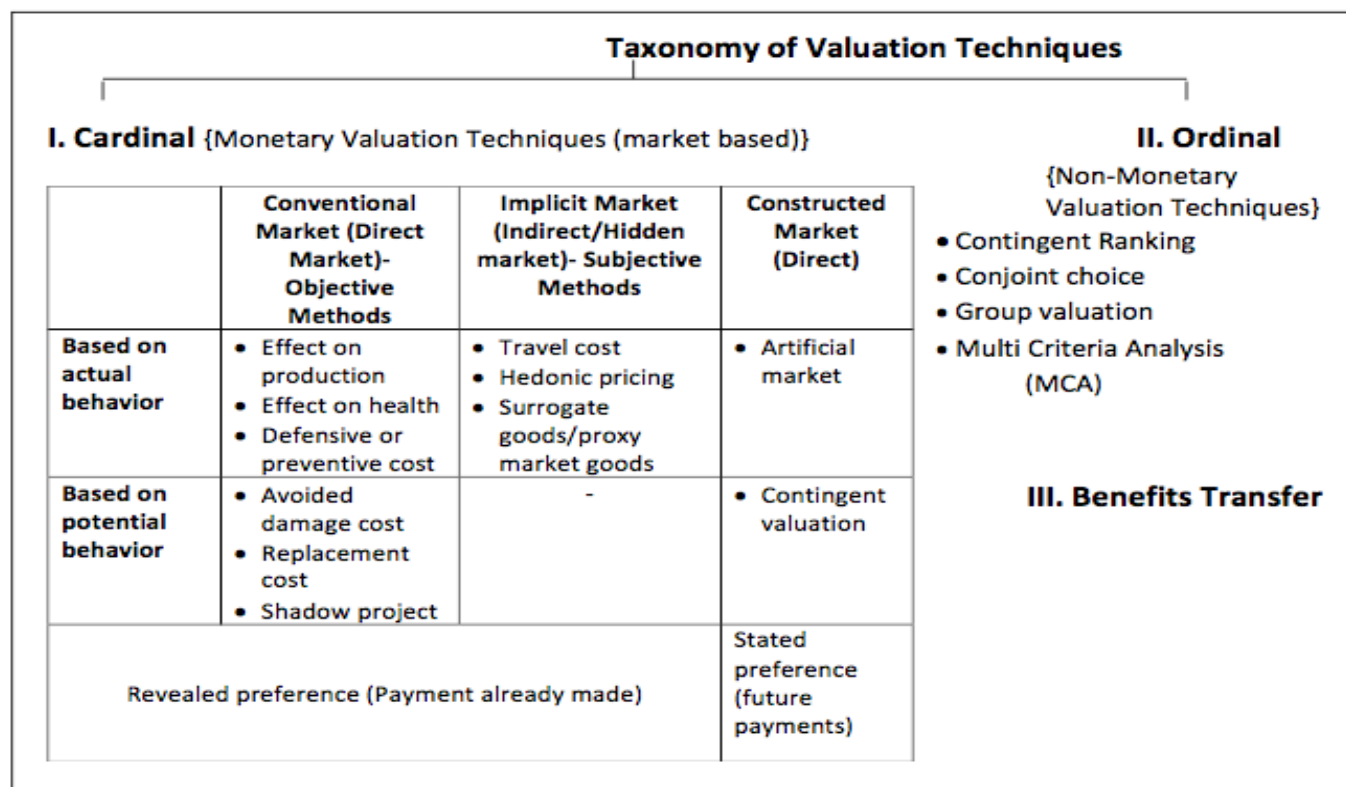 Taxonomy of Valuation Techniques
I. Cardinal {Monetary Valuation Techniques (market based)}
Conventional
Market (Direct
Market)-
Objective
Methods
Implicit Market
(Indirect/Hidden
market)- Subjective
Methods
Constructed
Market
(Direct)
Based on
actual
behavior
• Effect on
production
• Effect on health
• Defensive or
preventive cost
• Travel cost
• Hedonic pricing
• Surrogate
goods/proxy
market goods
• Artificial
market
Based on
potential
behavior
• Avoided
damage cost
• Replacement
cost
• Shadow project
-
• Contingent
valuation
Revealed preference (Payment already made)
Stated
preference
(future
payments)
II. Ordinal
{Non-Monetary
Valuation Techniques}
• Contingent Ranking
• Conjoint choice
• Group valuation
• Multi Criteria Analysis
(MCA)
III. Benefits Transfer